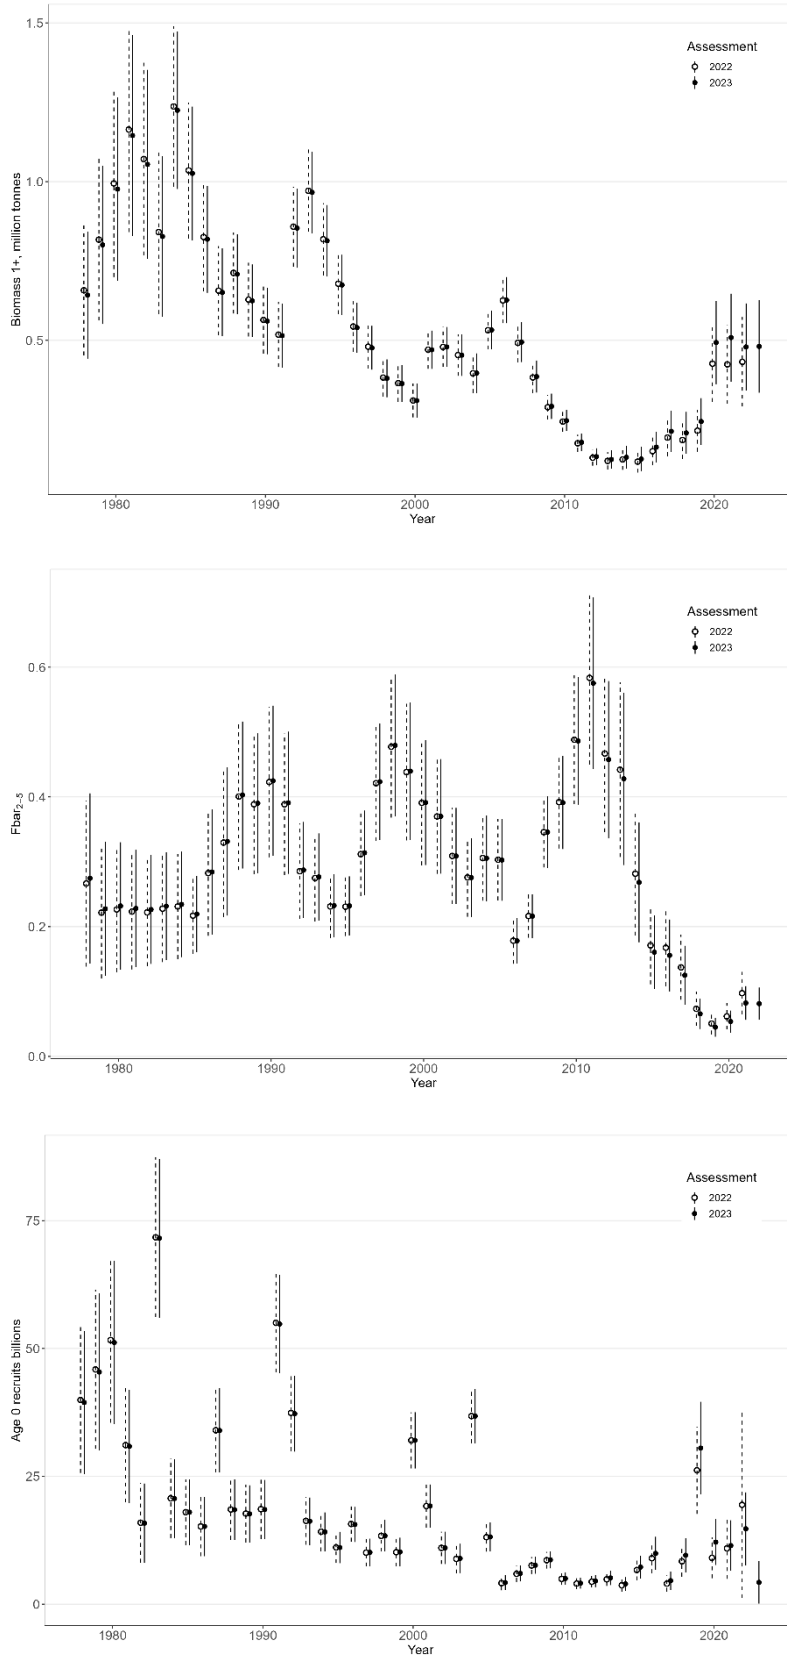 1.5
1.0
0.5
Biomass 1+, million tonnes
Assessment
2022
2023
1980 1990 2000 2010 2020
Year
0.6
0.4
0.2
0.0
Fbar2–5
Assessment
2022
2023
1980 1990 2000 2010 2020
Year
75
50
25
0
Age 0 recruits billions
Assessment
2022
2023
1980 1990 2000 2010 2020
Year